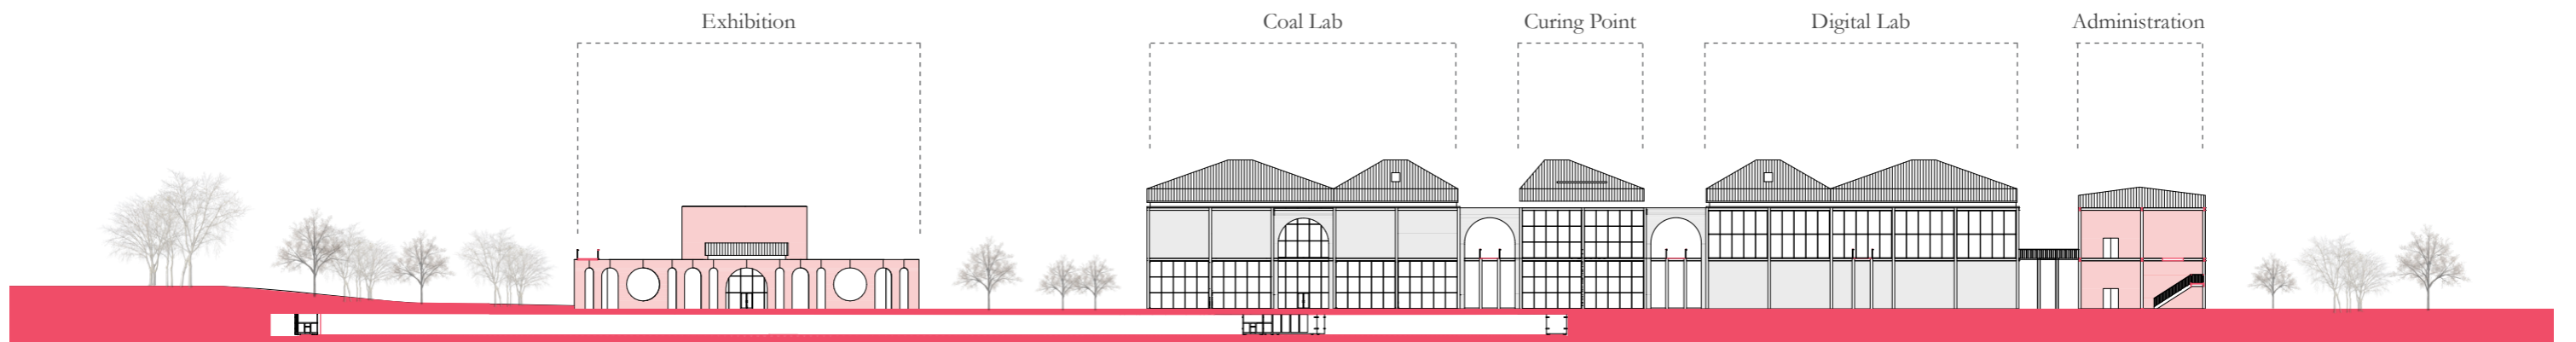 Exhibition
Coal Lab
Curing Point
Digital Lab
Administration